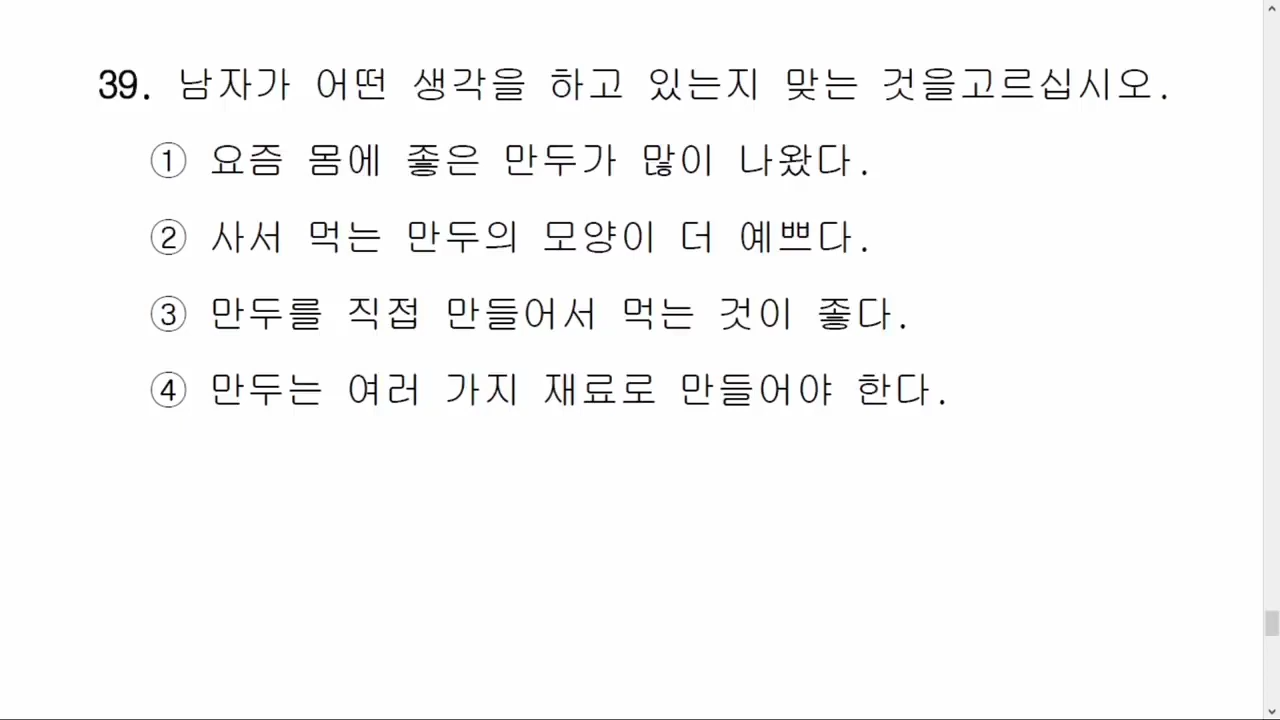 39. 남자가 어떤 생각을 하고 있는지 맞는 것을고르십시오.
① 요즘 몸에 좋은 만두가 많이 나왔다.
② 사서 먹는 만두의 모양이 더 예쁘다.
③ 만두를 직접 만들어서 먹는 것이 좋다.
④ 만두는 여러 가지 재료로 만들어야 한다.